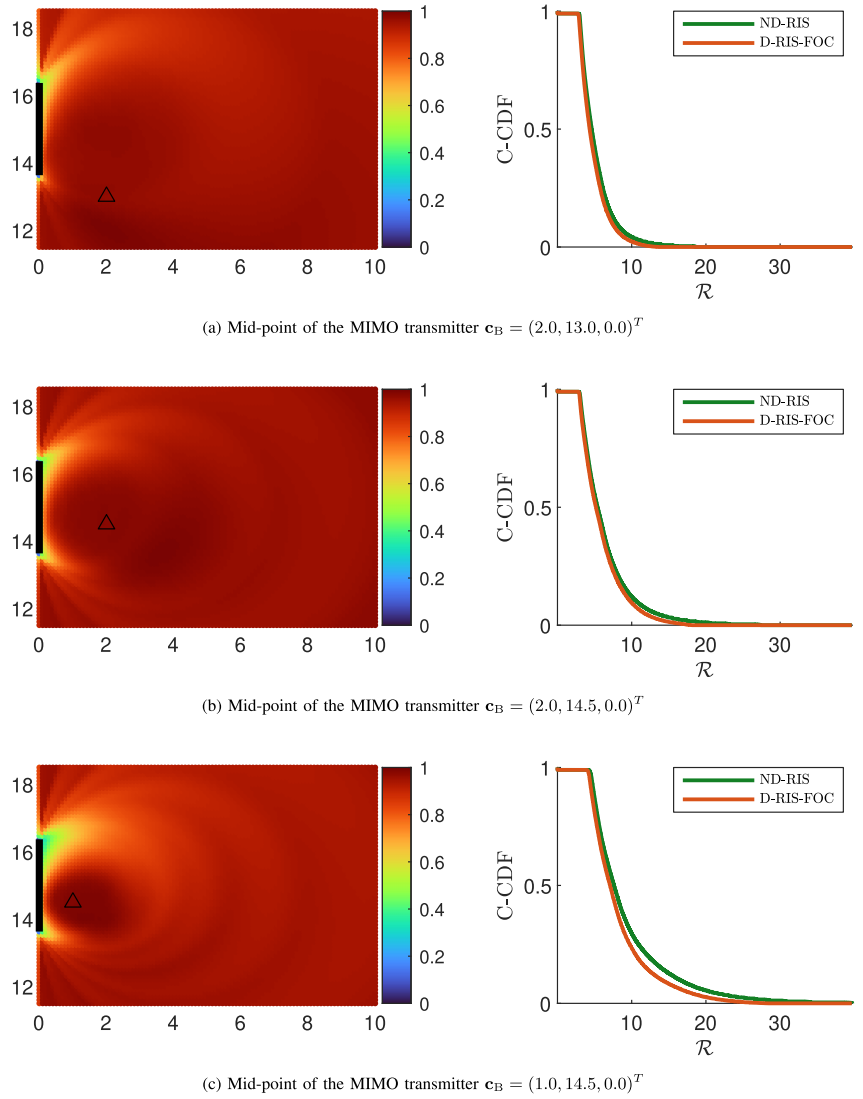 18
16
14
12
0 2 4 6 8 10
1
0.8
0.6
0.4
0.2
0
1
0.5
0
C-CDF
10 20 30
ℛ
ND-RIS
D-RIS-FOC
(a) Mid-point of the MIMO transmitter c_B = (2.0, 13.0, 0.0)^T
18
16
14
12
0 2 4 6 8 10
1
0.8
0.6
0.4
0.2
0
1
0.5
0
C-CDF
10 20 30
ℛ
ND-RIS
D-RIS-FOC
(b) Mid-point of the MIMO transmitter c_B = (2.0, 14.5, 0.0)^T
18
16
14
12
0 2 4 6 8 10
1
0.8
0.6
0.4
0.2
0
1
0.5
0
C-CDF
10 20 30
ℛ
ND-RIS
D-RIS-FOC
(c) Mid-point of the MIMO transmitter c_B = (1.0, 14.5, 0.0)^T